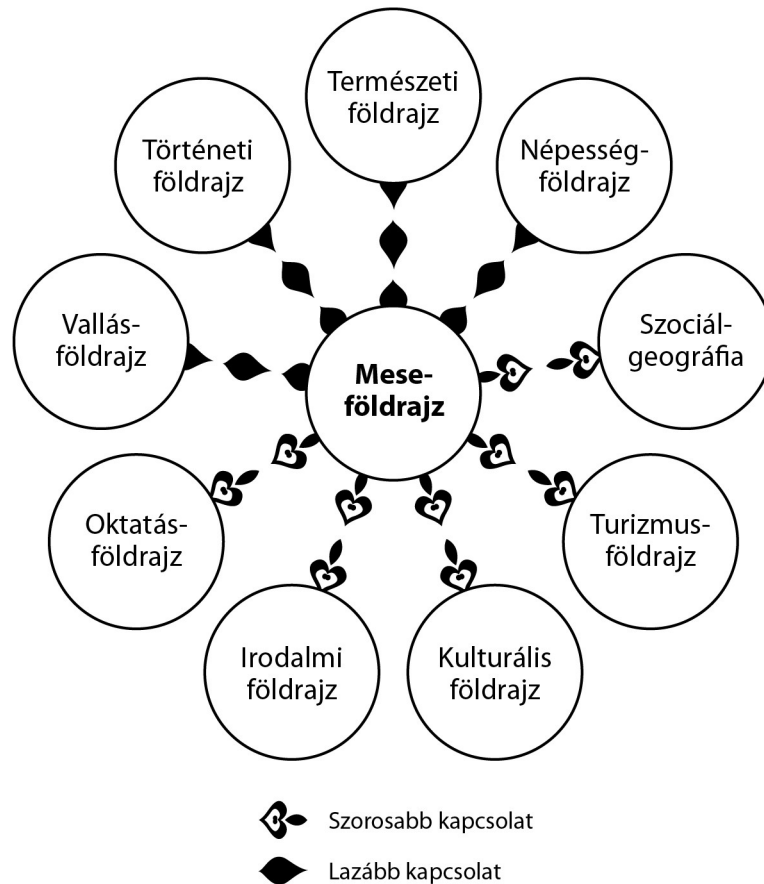 Természeti
földrajz
Történeti
földrajz
Népesség-
földrajz
Vallás-
földrajz
Szociál-
geográfia
Mese-
földrajz
Oktatás-
földrajz
Turizmus-
földrajz
Irodalmi
földrajz
Kulturális
földrajz
Szorosabb kapcsolat
Lazább kapcsolat